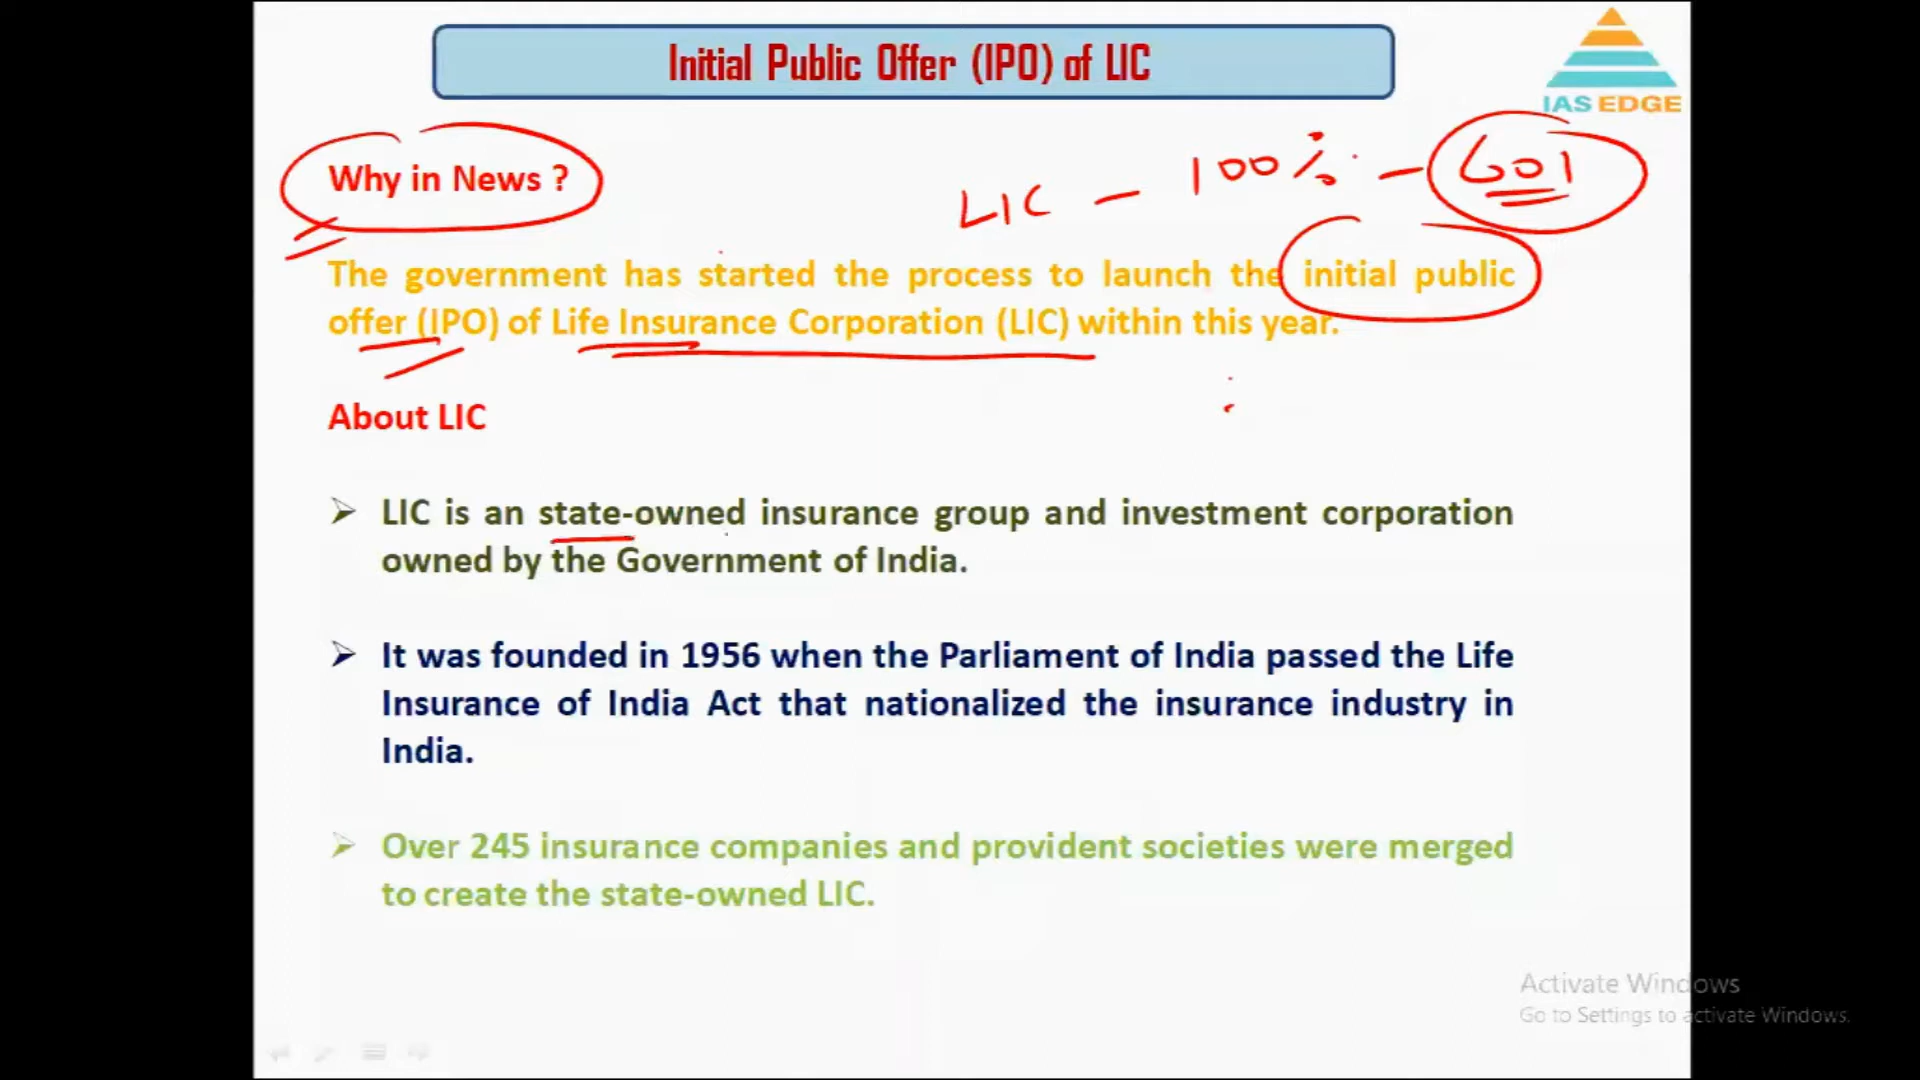 Initial Public Offer (IPO) of LIC
IAS EDGE
Why in News ?
LIC - 100% - GOI
The government has started the process to launch the initial public
offer (IPO) of Life Insurance Corporation (LIC) within this year.
About LIC
LIC is an state-owned insurance group and investment corporation
owned by the Government of India.
It was founded in 1956 when the Parliament of India passed the Life
Insurance of India Act that nationalized the insurance industry in
India.
Over 245 insurance companies and provident societies were merged
to create the state-owned LIC.
Activate Windows
Go to Settings to activate Windows.